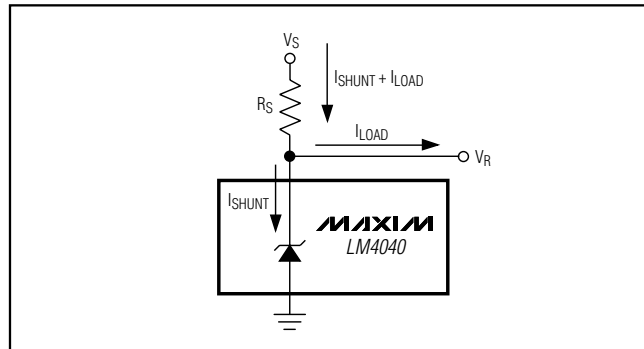 VS
ISHUNT + ILOAD
RS
ILOAD
VR
ISHUNT
MAXIM
LM4040